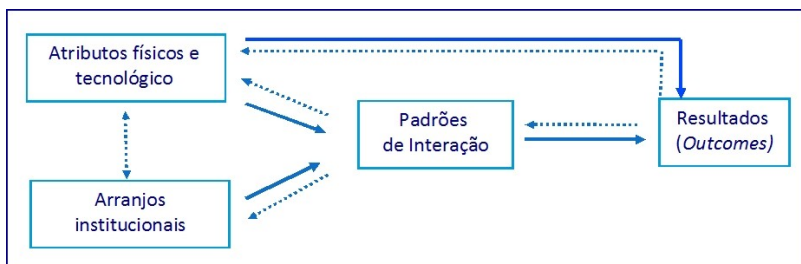 Atributos físicos e
tecnológico
Padrões
de Interação
Resultados
(Outcomes)
Arranjos
institucionais